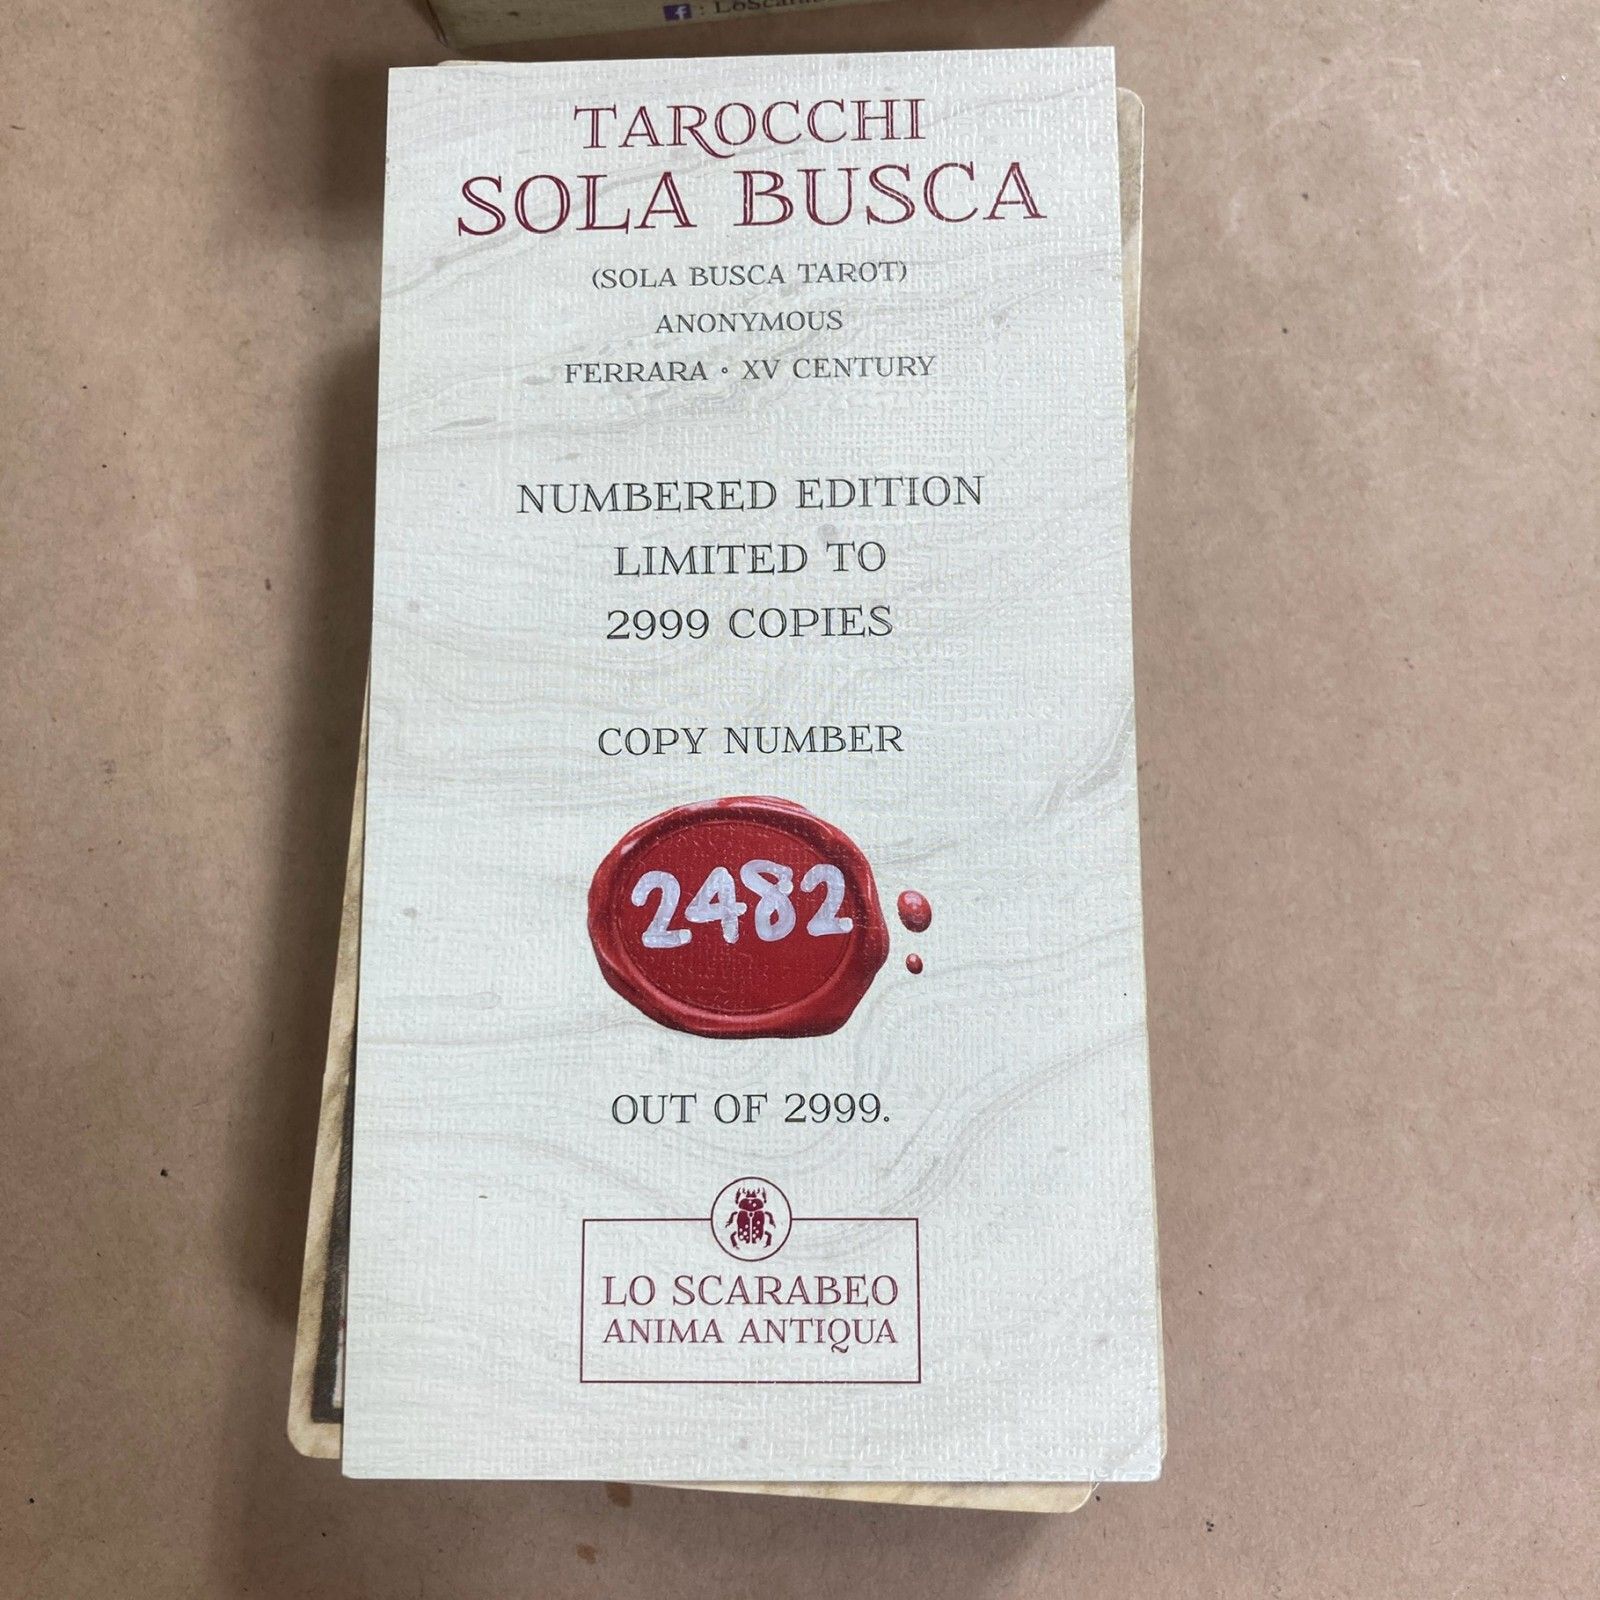 TAROCCHI
SOLA BUSCA
(SOLA BUSCA TAROT)
ANONYMOUS
FERRARA • XV CENTURY
NUMBERED EDITION
LIMITED TO
2999 COPIES
COPY NUMBER
2482
OUT OF 2999.
LO SCARABEO
ANIMA ANTIQUA